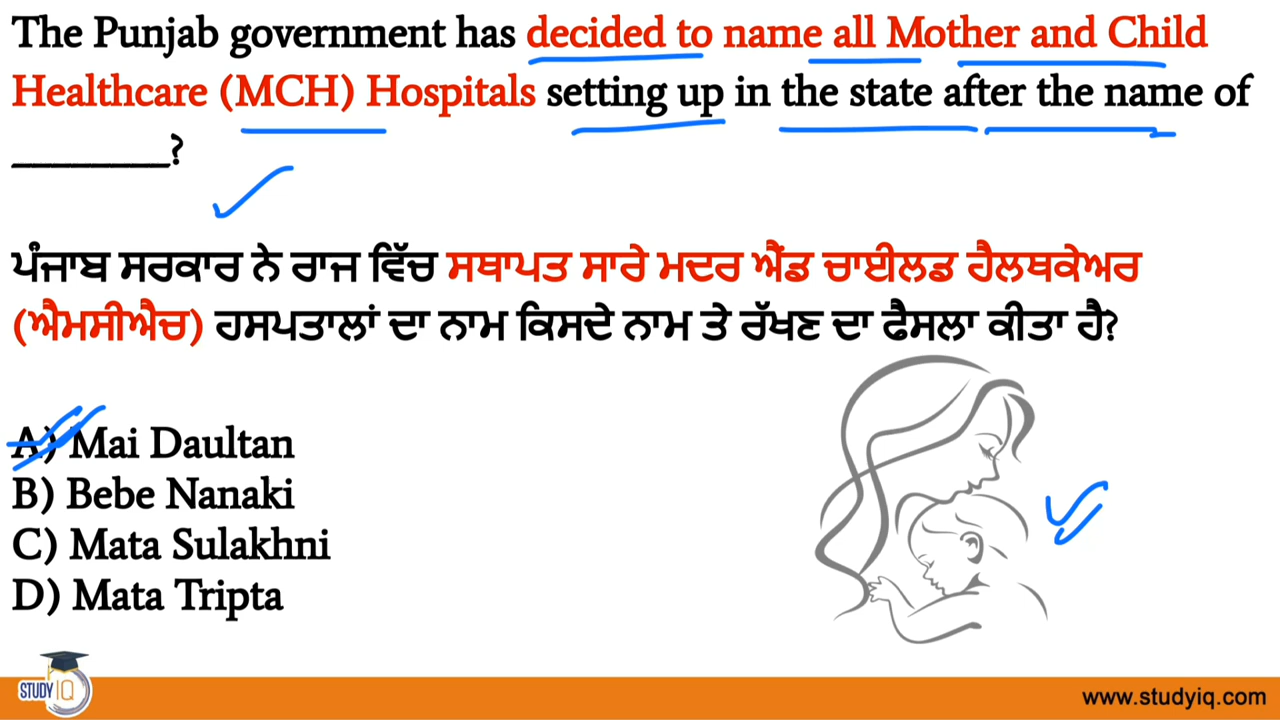 The Punjab government has decided to name all Mother and Child
Healthcare (MCH) Hospitals setting up in the state after the name of
________?
ਪੰਜਾਬ ਸਰਕਾਰ ਨੇ ਰਾਜ ਵਿੱਚ ਸਥਾਪਤ ਸਾਰੇ ਮਦਰ ਐਂਡ ਚਾਈਲਡ ਹੈਲਥਕੇਅਰ
(ਐਮਸੀਐਚ) ਹਸਪਤਾਲਾਂ ਦਾ ਨਾਮ ਕਿਸਦੇ ਨਾਮ ਤੇ ਰੱਖਣ ਦਾ ਫੈਸਲਾ ਕੀਤਾ ਹੈ?
A) Mai Daultan
B) Bebe Nanaki
C) Mata Sulakhni
D) Mata Tripta
STUDY IQ
www.studyiq.com